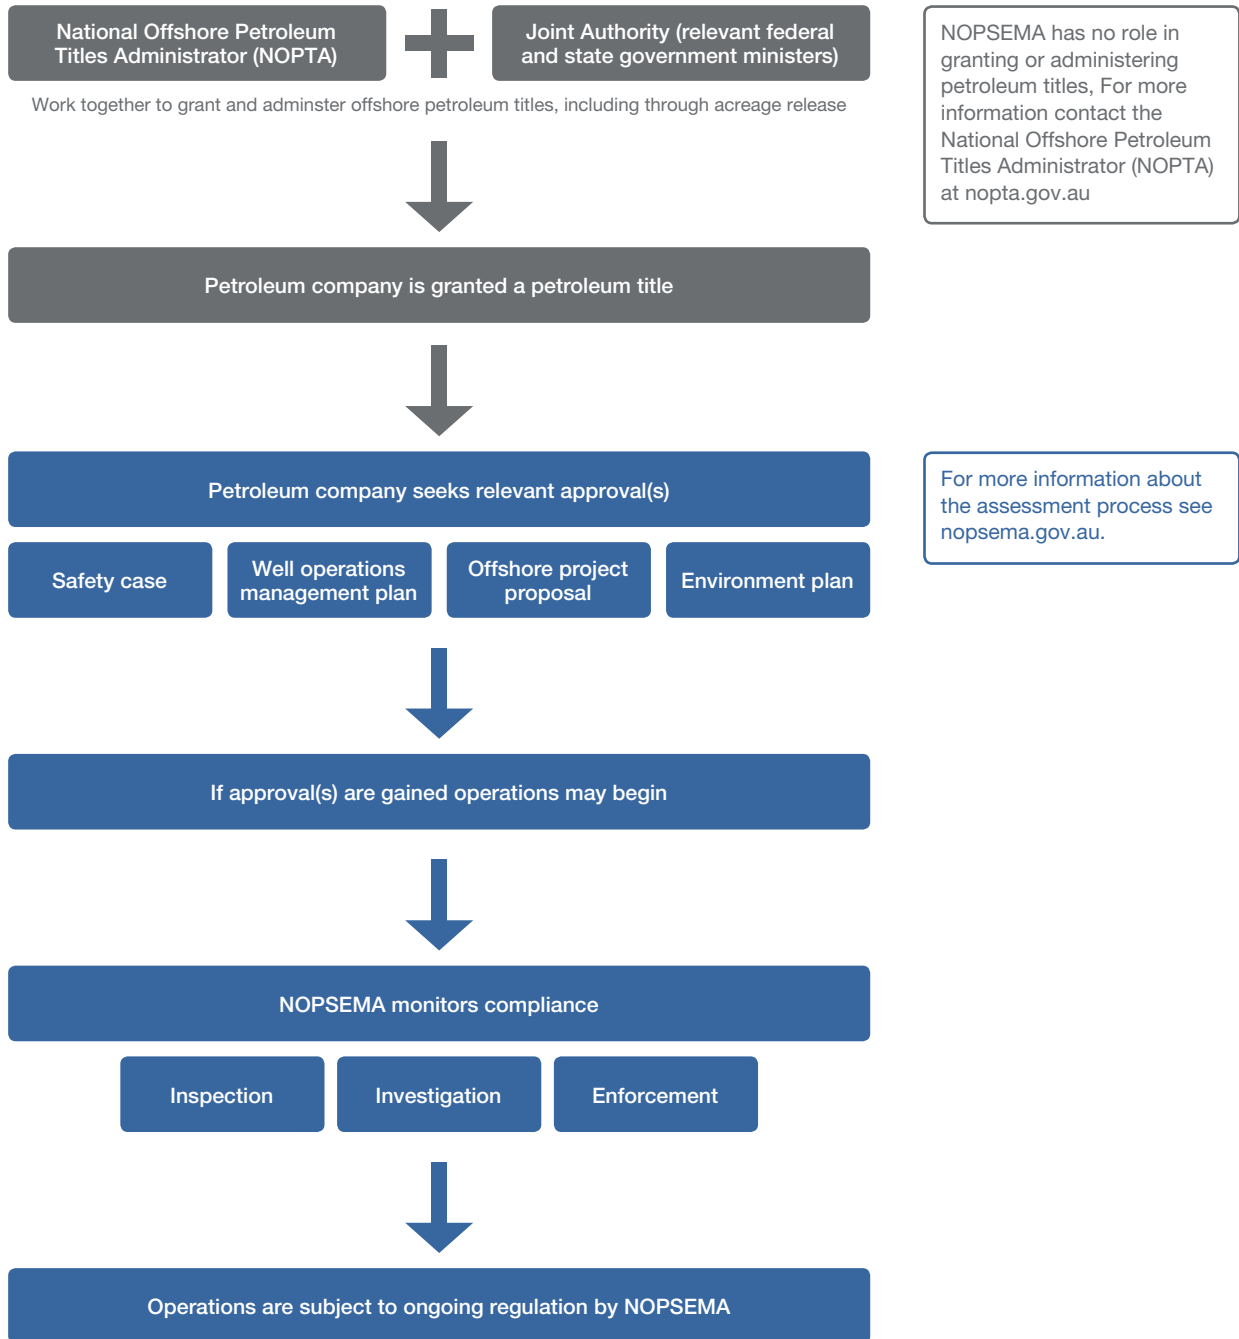 National Offshore Petroleum
Titles Administrator (NOPTA)
Joint Authority (relevant federal
and state government ministers)
Work together to grant and adminster offshore petroleum titles, including through acreage release
NOPSEMA has no role in
granting or administering
petroleum titles, For more
information contact the
National Offshore Petroleum
Titles Administrator (NOPTA)
at nopta.gov.au
Petroleum company is granted a petroleum title
Petroleum company seeks relevant approval(s)
For more information about
the assessment process see
nopsema.gov.au.
Safety case
Well operations
management plan
Offshore project
proposal
Environment plan
If approval(s) are gained operations may begin
NOPSEMA monitors compliance
Inspection
Investigation
Enforcement
Operations are subject to ongoing regulation by NOPSEMA